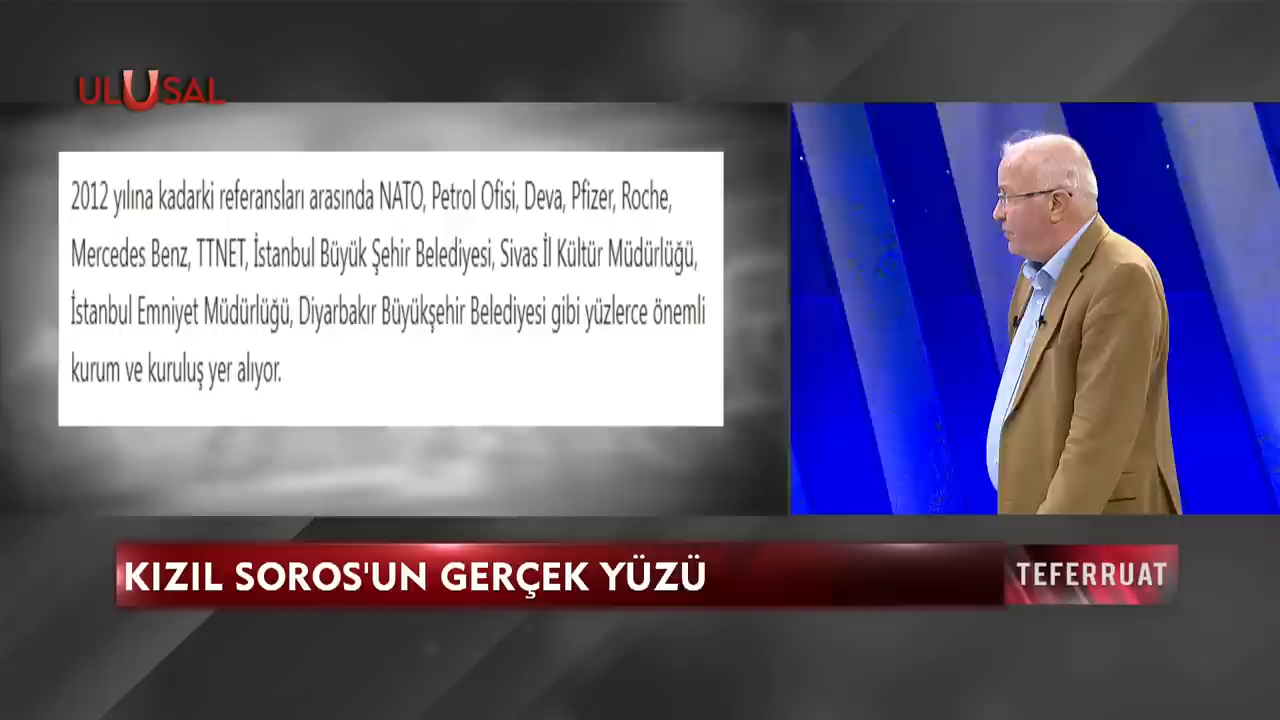 ULUSAL
2012 yılına kadarki referansları arasında NATO, Petrol Ofisi, Deva, Pfizer, Roche,
Mercedes Benz, TTNET, İstanbul Büyük Şehir Belediyesi, Sivas İl Kültür Müdürlüğü,
İstanbul Emniyet Müdürlüğü, Diyarbakır Büyükşehir Belediyesi gibi yüzlerce önemli
kurum ve kuruluş yer alıyor.
KIZIL SOROS'UN GERÇEK YÜZÜ
TEFERRUAT